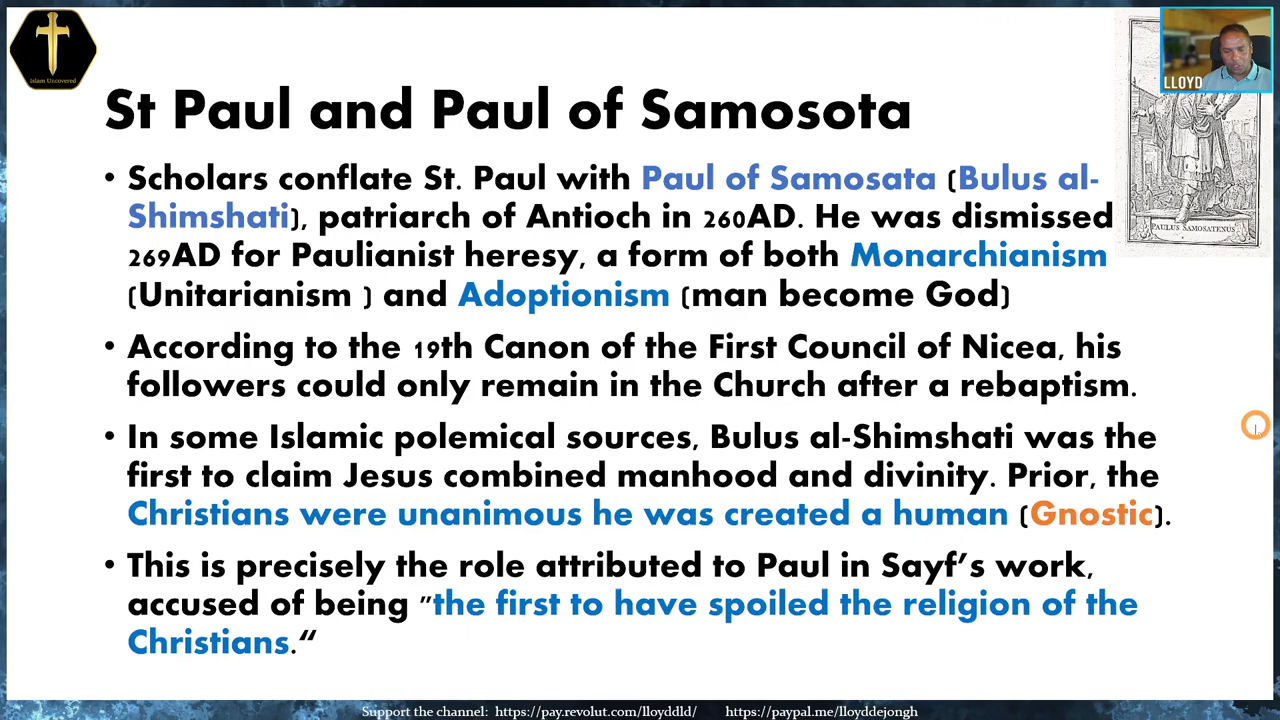 Islam Uncovered
LLOYD
St Paul and Paul of Samosota
• Scholars conflate St. Paul with Paul of Samosata (Bulus al-
Shimshati), patriarch of Antioch in 260AD. He was dismissed
269AD for Paulianist heresy, a form of both Monarchianism
(Unitarianism ) and Adoptionism (man become God)
PAULUS SAMOSATENUS
• According to the 19th Canon of the First Council of Nicea, his
followers could only remain in the Church after a rebaptism.
• In some Islamic polemical sources, Bulus al-Shimshati was the
first to claim Jesus combined manhood and divinity. Prior, the
Christians were unanimous he was created a human (Gnostic).
• This is precisely the role attributed to Paul in Sayf’s work,
accused of being ”the first to have spoiled the religion of the
Christians.“
Support the channel: https://pay.revolut.com/lloyddld/ https://paypal.me/lloyddejongh